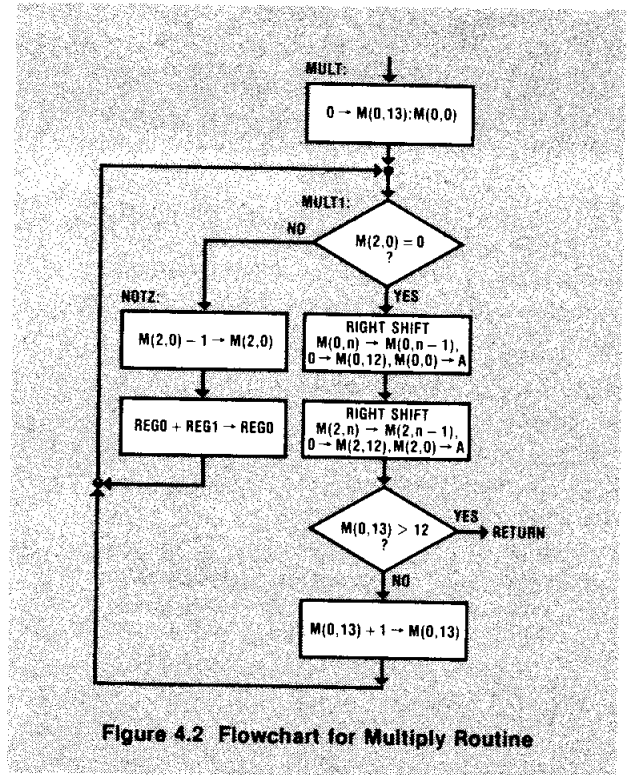 MULT:
0 → M(0,13):M(0,0)
MULT1:
NO
M(2,0) = 0
?
NOTZ:
YES
M(2,0) − 1 → M(2,0)
RIGHT SHIFT
M(0,n) → M(0,n−1),
0 → M(0,12), M(0,0) → A
REG0 + REG1 → REG0
RIGHT SHIFT
M(2,n) → M(2,n−1),
0 → M(2,12), M(2,0) → A
M(0,13) > 12
?
YES
RETURN
NO
M(0,13) + 1 → M(0,13)
Figure 4.2 Flowchart for Multiply Routine